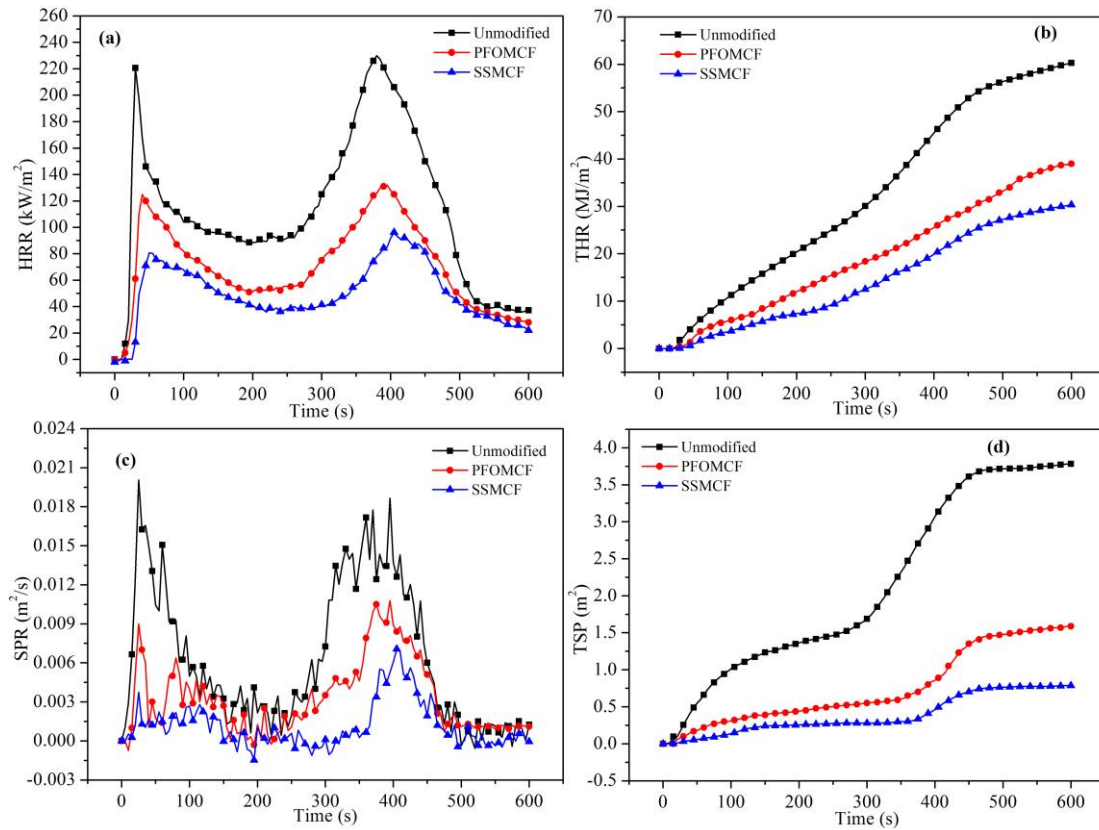 (a)
Unmodified
PFOMCF
SSMCF
HRR (kW/m²)
260
240
220
200
180
160
140
120
100
80
60
40
20
0
0 100 200 300 400 500 600
Time (s)
(b)
Unmodified
PFOMCF
SSMCF
THR (MJ/m²)
70
60
50
40
30
20
10
0
0 100 200 300 400 500 600
Time (s)
(c)
Unmodified
PFOMCF
SSMCF
SPR (m²/s)
0.024
0.021
0.018
0.015
0.012
0.009
0.006
0.003
0.000
-0.003
0 100 200 300 400 500 600
Time (s)
(d)
Unmodified
PFOMCF
SSMCF
TSP (m²)
4.0
3.5
3.0
2.5
2.0
1.5
1.0
0.5
0.0
-0.5
0 100 200 300 400 500 600
Time (s)